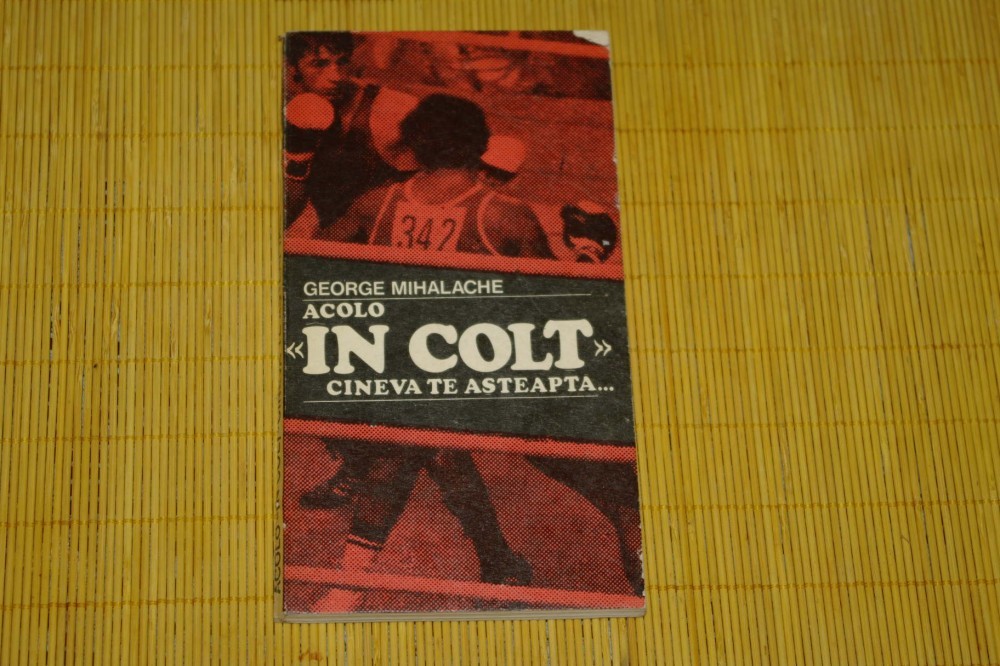 342
GEORGE MIHALACHE
ACOLO
«IN COLT»
CINEVA TE ASTEAPTA...